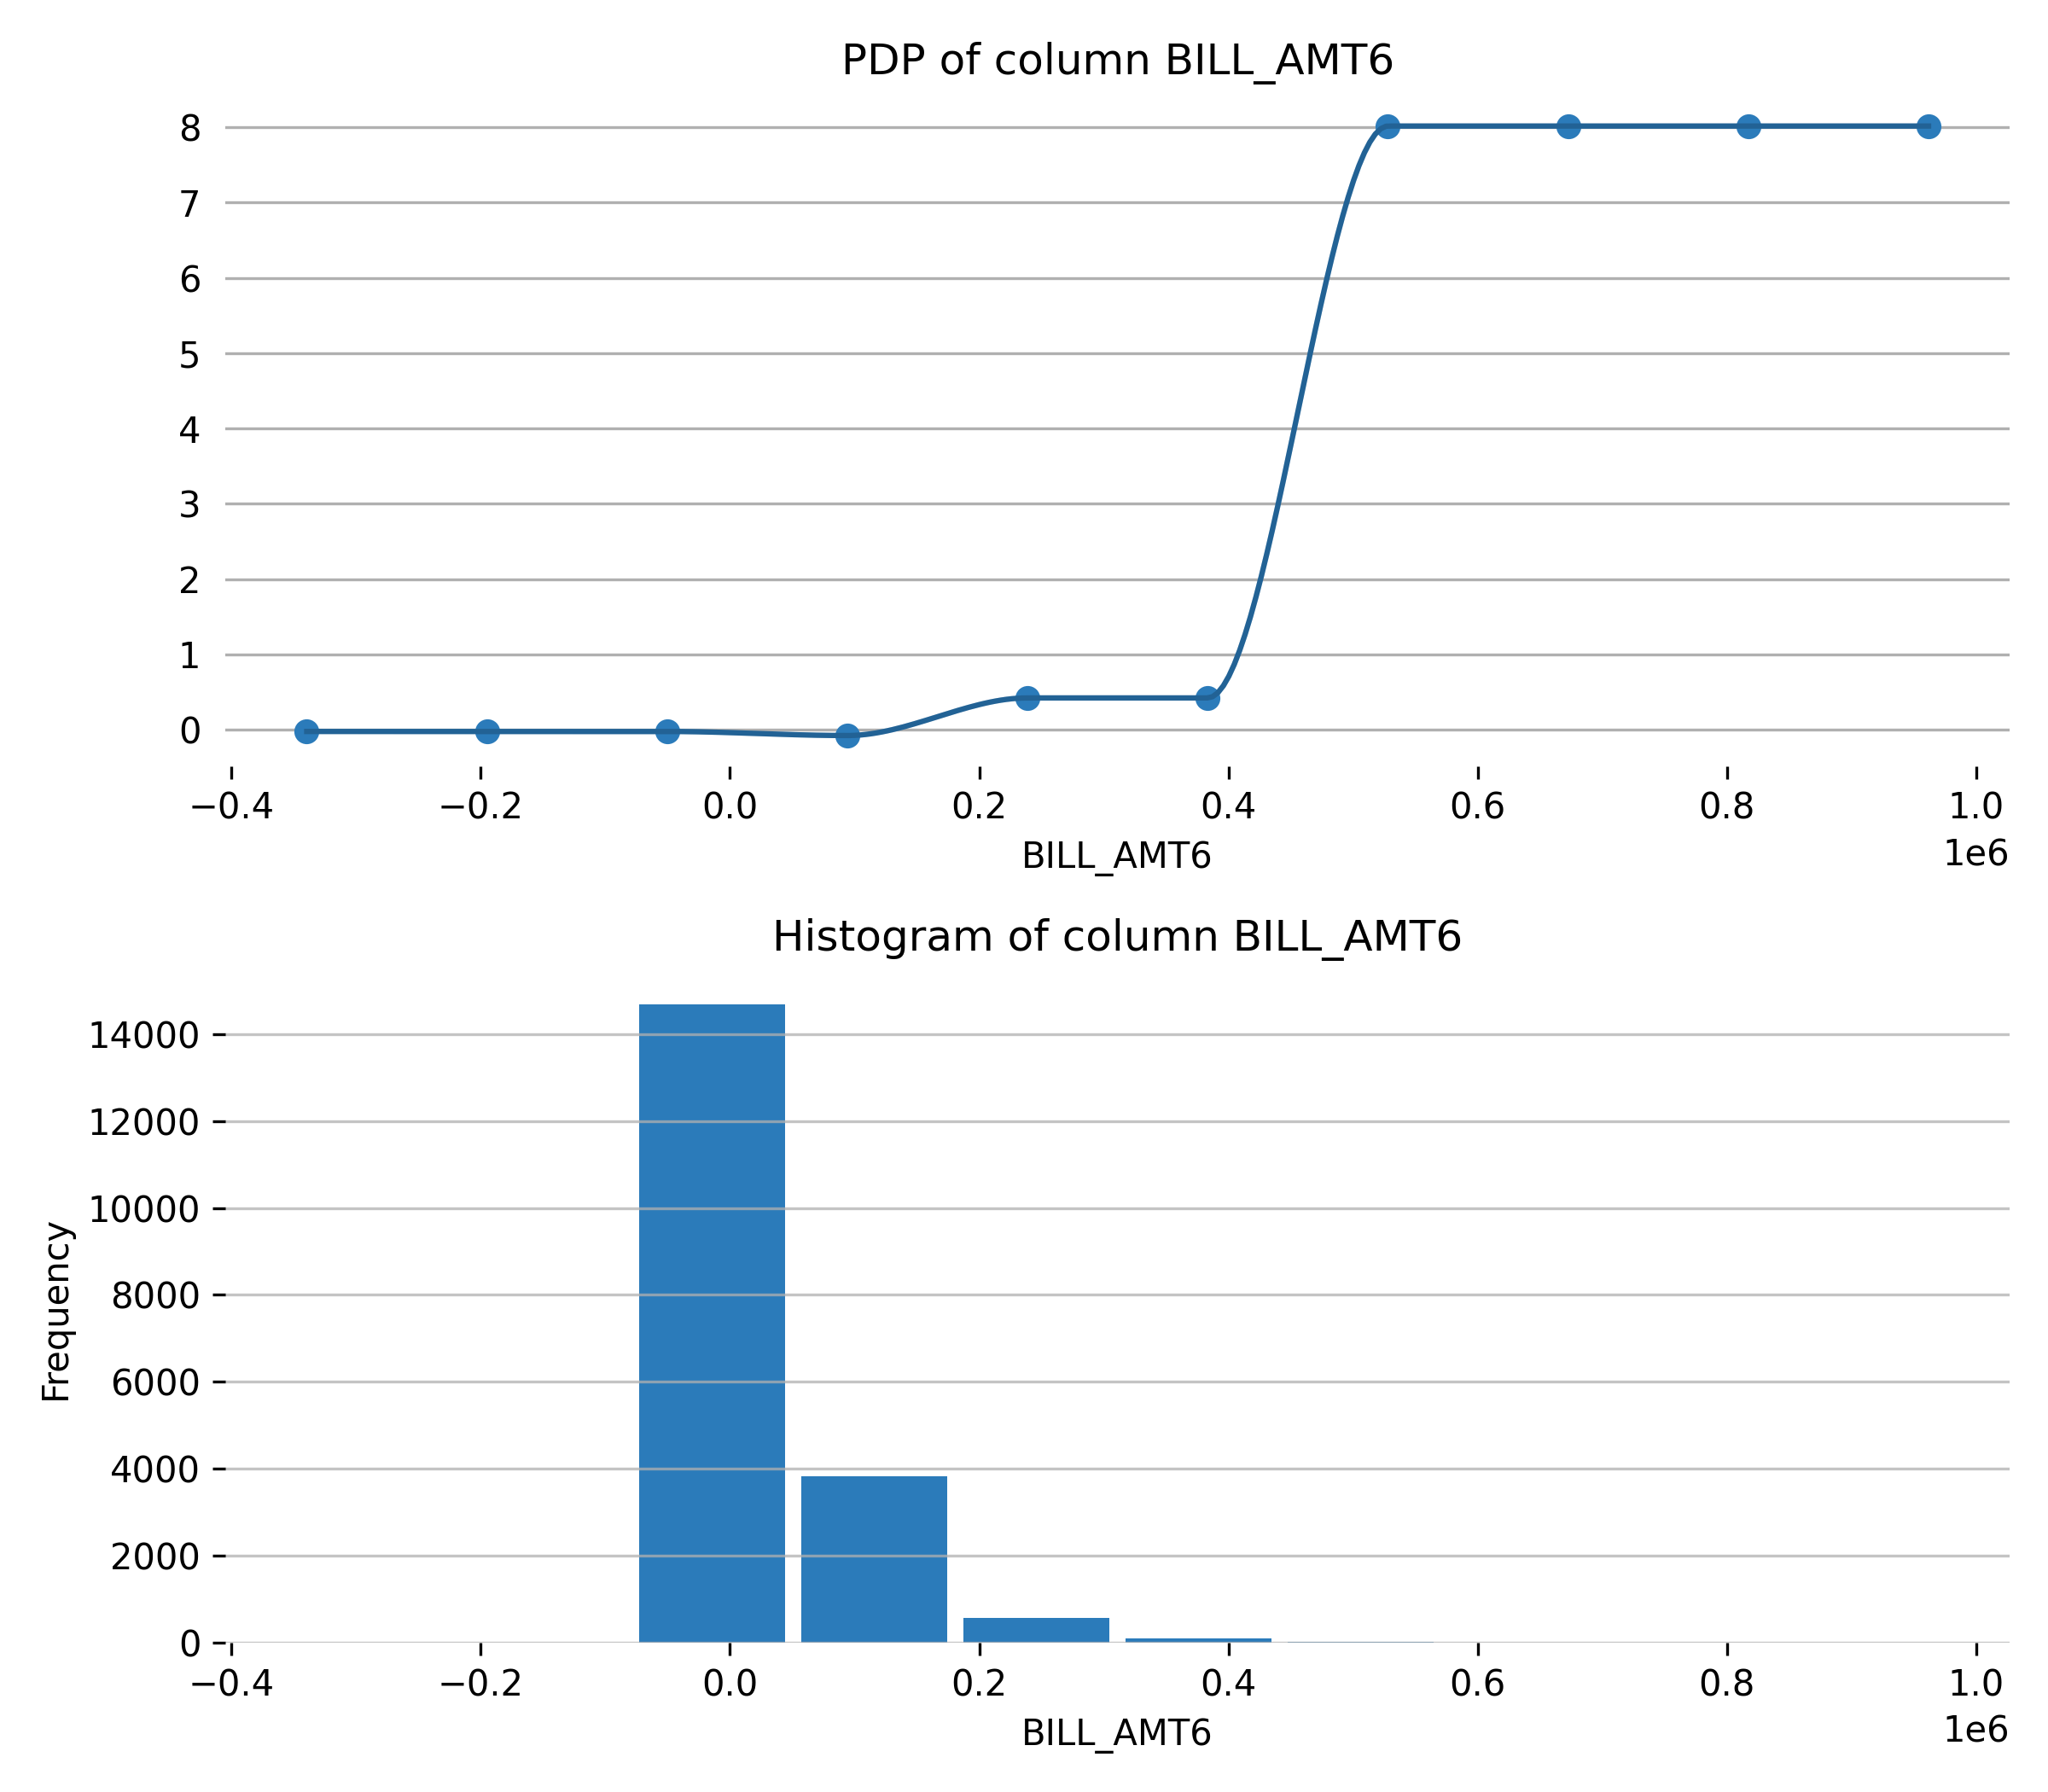 PDP of column BILL_AMT6
8
7
6
5
4
3
2
1
0
−0.4 −0.2 0.0 0.2 0.4 0.6 0.8 1.0
BILL_AMT6
1e6
Histogram of column BILL_AMT6
14000
12000
10000
8000
6000
4000
2000
0
Frequency
−0.4 −0.2 0.0 0.2 0.4 0.6 0.8 1.0
BILL_AMT6
1e6